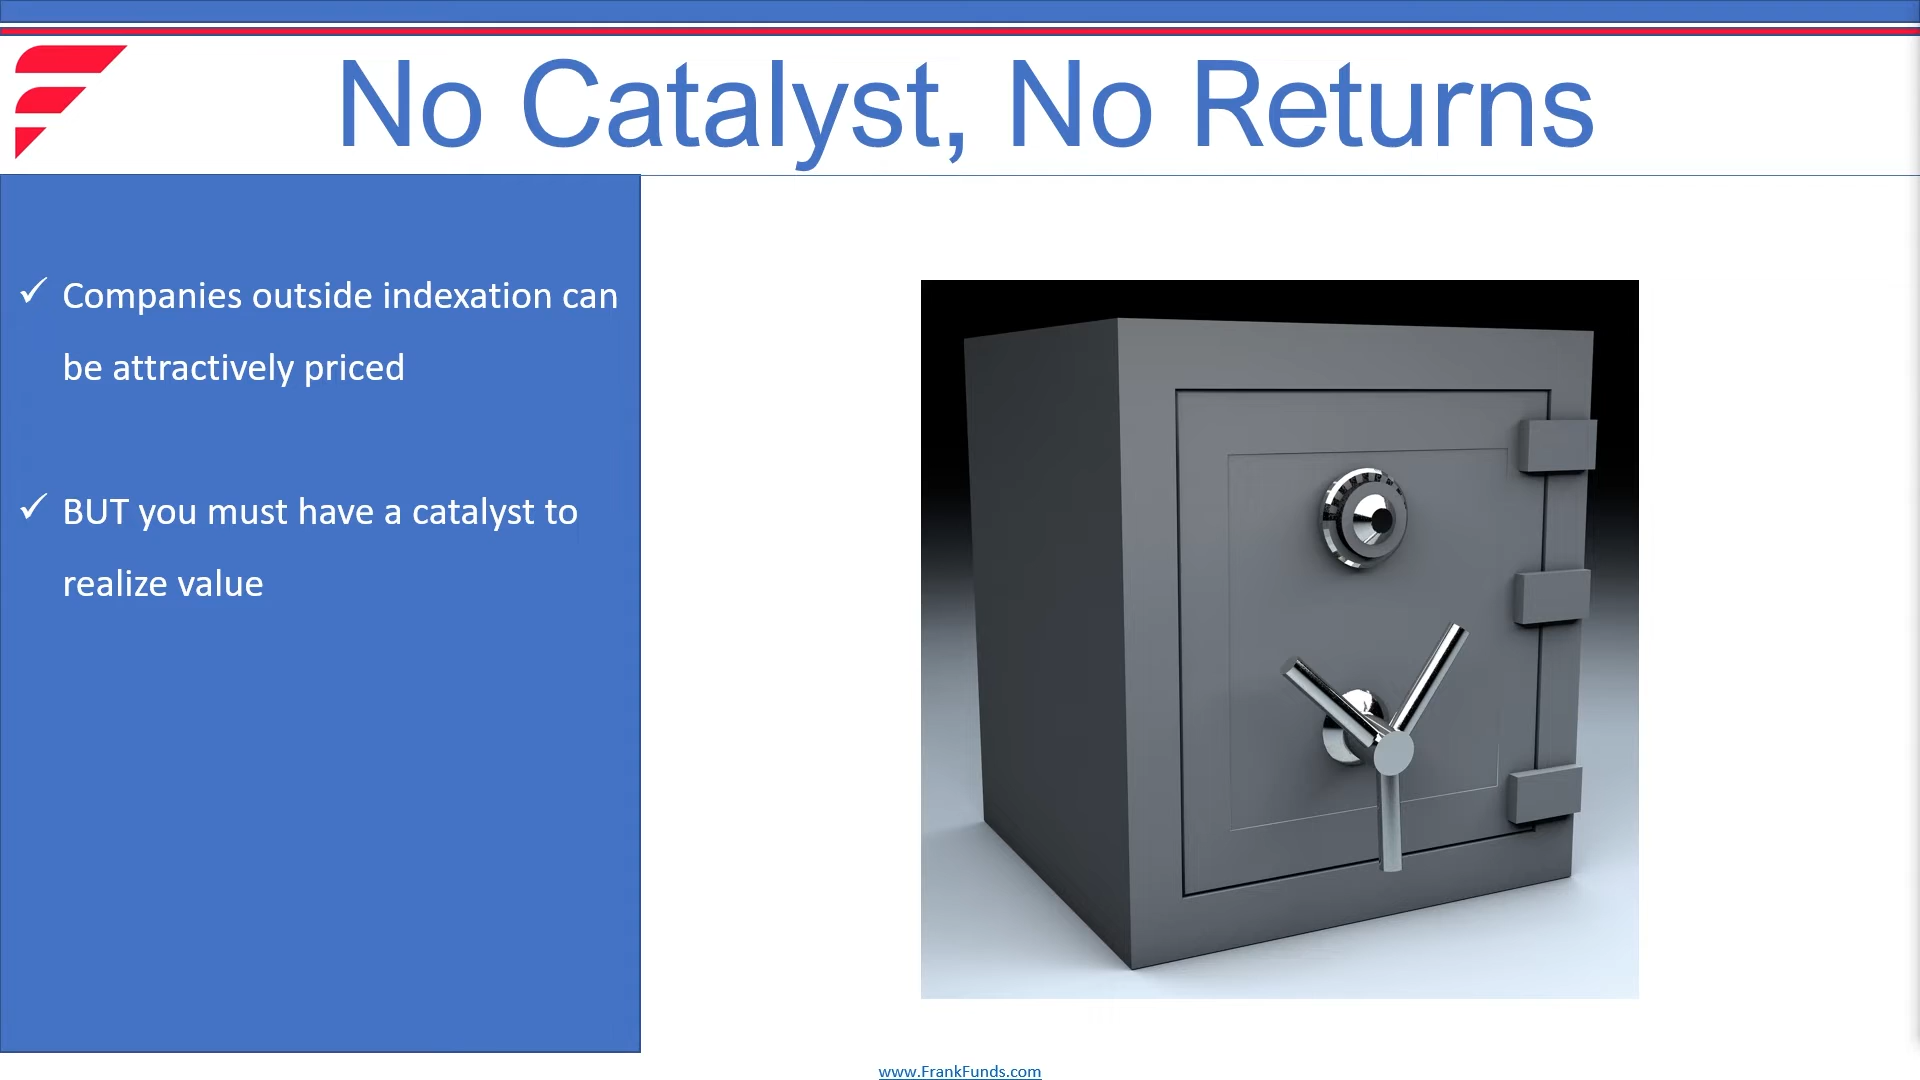 No Catalyst, No Returns
✓ Companies outside indexation can
be attractively priced
✓ BUT you must have a catalyst to
realize value
www.FrankFunds.com